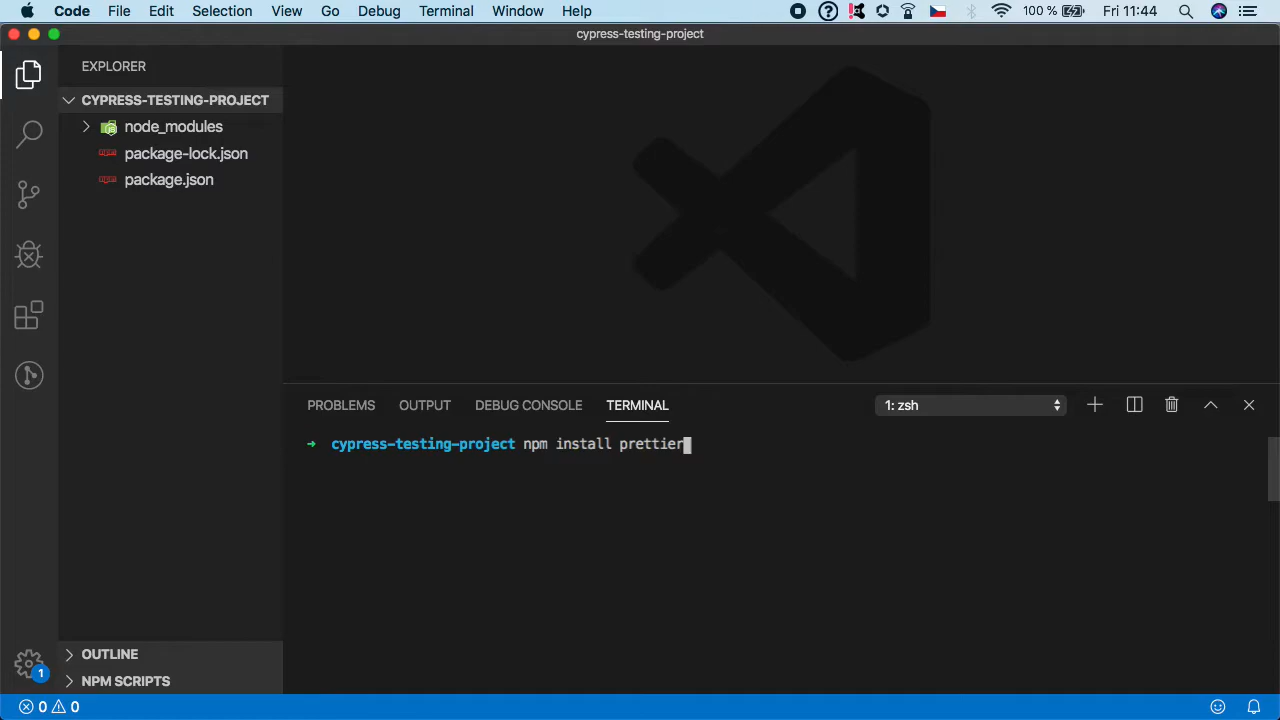 Code File Edit Selection View Go Debug Terminal Window Help 100 % Fri 11:44
cypress-testing-project
EXPLORER
CYPRESS-TESTING-PROJECT
node_modules
package-lock.json
package.json
PROBLEMS OUTPUT DEBUG CONSOLE TERMINAL 1: zsh
➜ cypress-testing-project npm install prettier
OUTLINE
1
NPM SCRIPTS
0 0